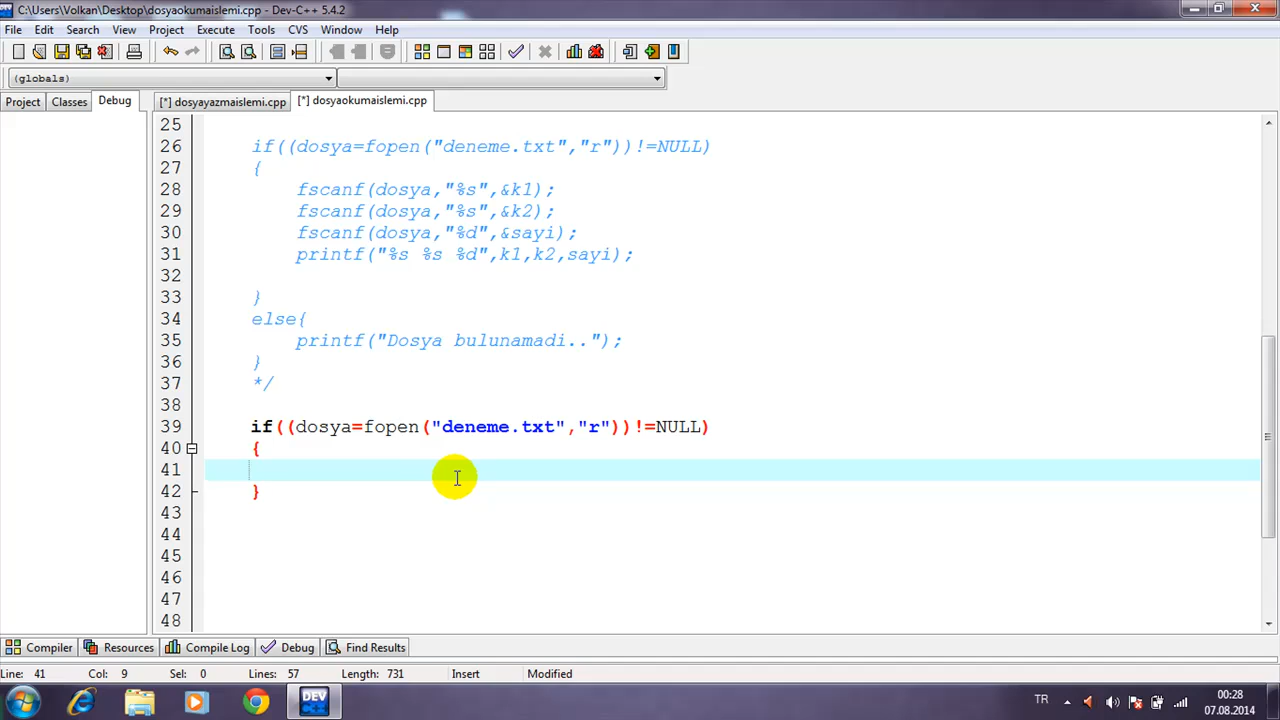 C:\Users\Volkan\Desktop\dosyaokumaislemi.cpp - Dev-C++ 5.4.2
File Edit Search View Project Execute Tools CVS Window Help
(globals)
Project Classes Debug [*] dosyayazmaislemi.cpp [*] dosyaokumaislemi.cpp
25
26 if((dosya=fopen("deneme.txt","r"))!=NULL)
27 {
28 fscanf(dosya,"%s",&k1);
29 fscanf(dosya,"%s",&k2);
30 fscanf(dosya,"%d",&sayi);
31 printf("%s %s %d",k1,k2,sayi);
32
33 }
34 else{
35 printf("Dosya bulunamadi..");
36 }
37 */
38
39 if((dosya=fopen("deneme.txt","r"))!=NULL)
40 {
41
42 }
43
44
45
46
47
48
Compiler Resources Compile Log Debug Find Results
Line: 41 Col: 9 Sel: 0 Lines: 57 Length: 731 Insert Modified
DEV C++ TR 00:28
07.08.2014